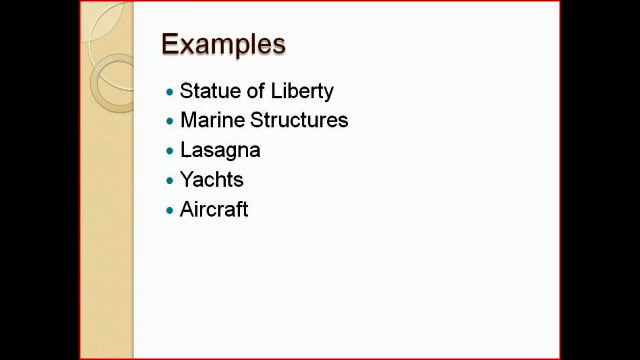 Examples
• Statue of Liberty
• Marine Structures
• Lasagna
• Yachts
• Aircraft